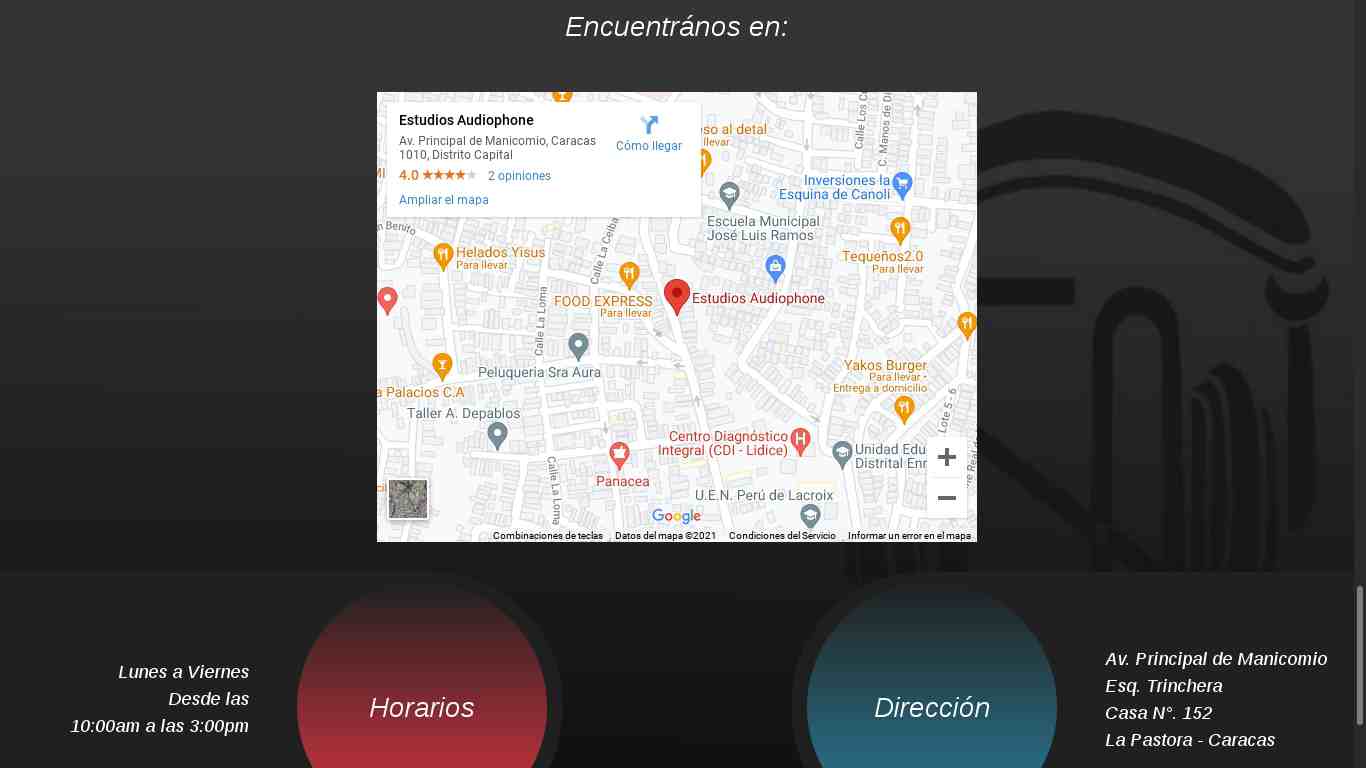 Encuentrános en:
Estudios Audiophone
Av. Principal de Manicomio, Caracas
1010, Distrito Capital
4.0
2 opiniones
Cómo llegar
Ampliar el mapa
eso al detal
llevar
Calle Los Co
C. Manos de Di
MI
Inversiones la
Esquina de Canoli
Escuela Municipal
José Luis Ramos
n Benito
Calle La Ceiba
Helados Yisus
Para llevar
Tequeños2.0
Para llevar
FOOD EXPRESS
Para llevar
Estudios Audiophone
Calle La Loma
Peluqueria Sra Aura
Yakos Burger
Para llevar •
Entrega a domicilio
a Palacios C.A
Taller A. Depablos
Lote 5 - 6
Centro Diagnóstico
Integral (CDI - Lidice)
Unidad Edu
Distrital Enr
Panacea
Calle La Loma
U.E.N. Perú de Lacroix
Google
+
−
Combinaciones de teclas
Datos del mapa ©2021
Condiciones del Servicio
Informar un error en el mapa
Lunes a Viernes
Desde las
10:00am a las 3:00pm
Horarios
Dirección
Av. Principal de Manicomio
Esq. Trinchera
Casa N°. 152
La Pastora - Caracas